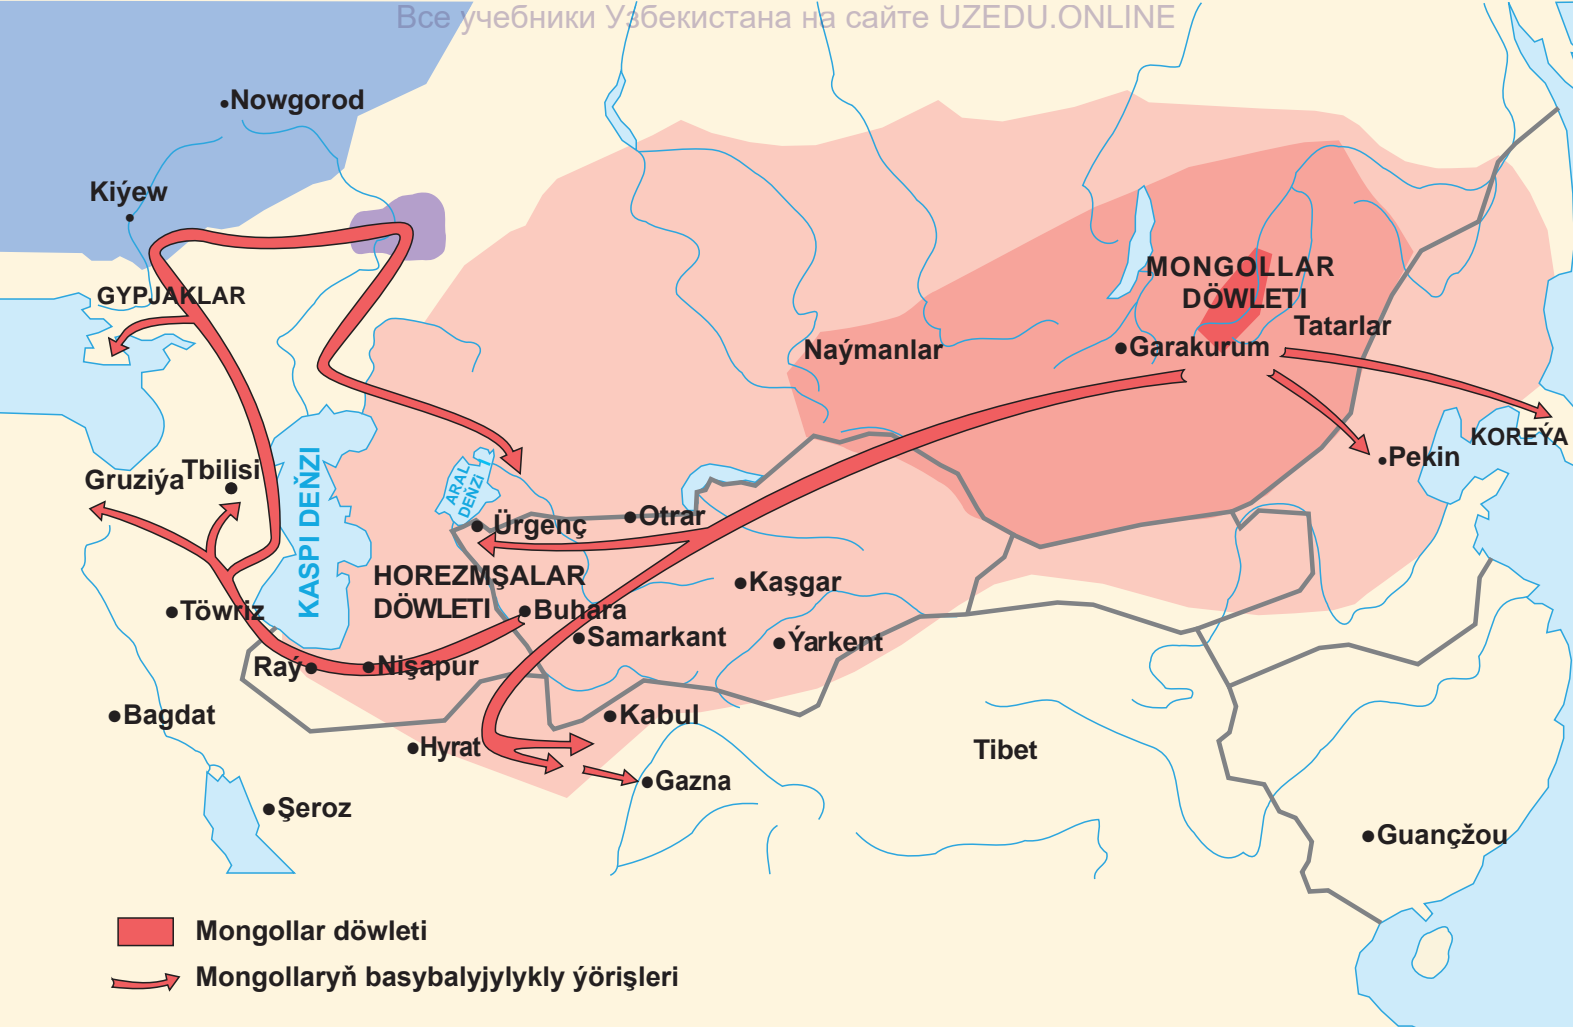 Все учебники Узбекистана на сайте UZEDU.ONLINE
Nowgorod
Kiýew
GYPJAKLAR
MONGOLLAR
DÖWLETI
Tatarlar
Naýmanlar
Garakurum
KOREÝA
Pekin
Gruziýa
Tbilisi
KASPI DEŇZI
ARAL
DEŇZI
Ürgenç
Otrar
HOREZMŞALAR
DÖWLETI
Kaşgar
Buhara
Töwriz
Samarkant
Ýarkent
Raý
Nişapur
Bagdat
Kabul
Hyrat
Tibet
Gazna
Şeroz
Guançžou
Mongollar döwleti
Mongollaryň basybalyjylykly ýörişleri